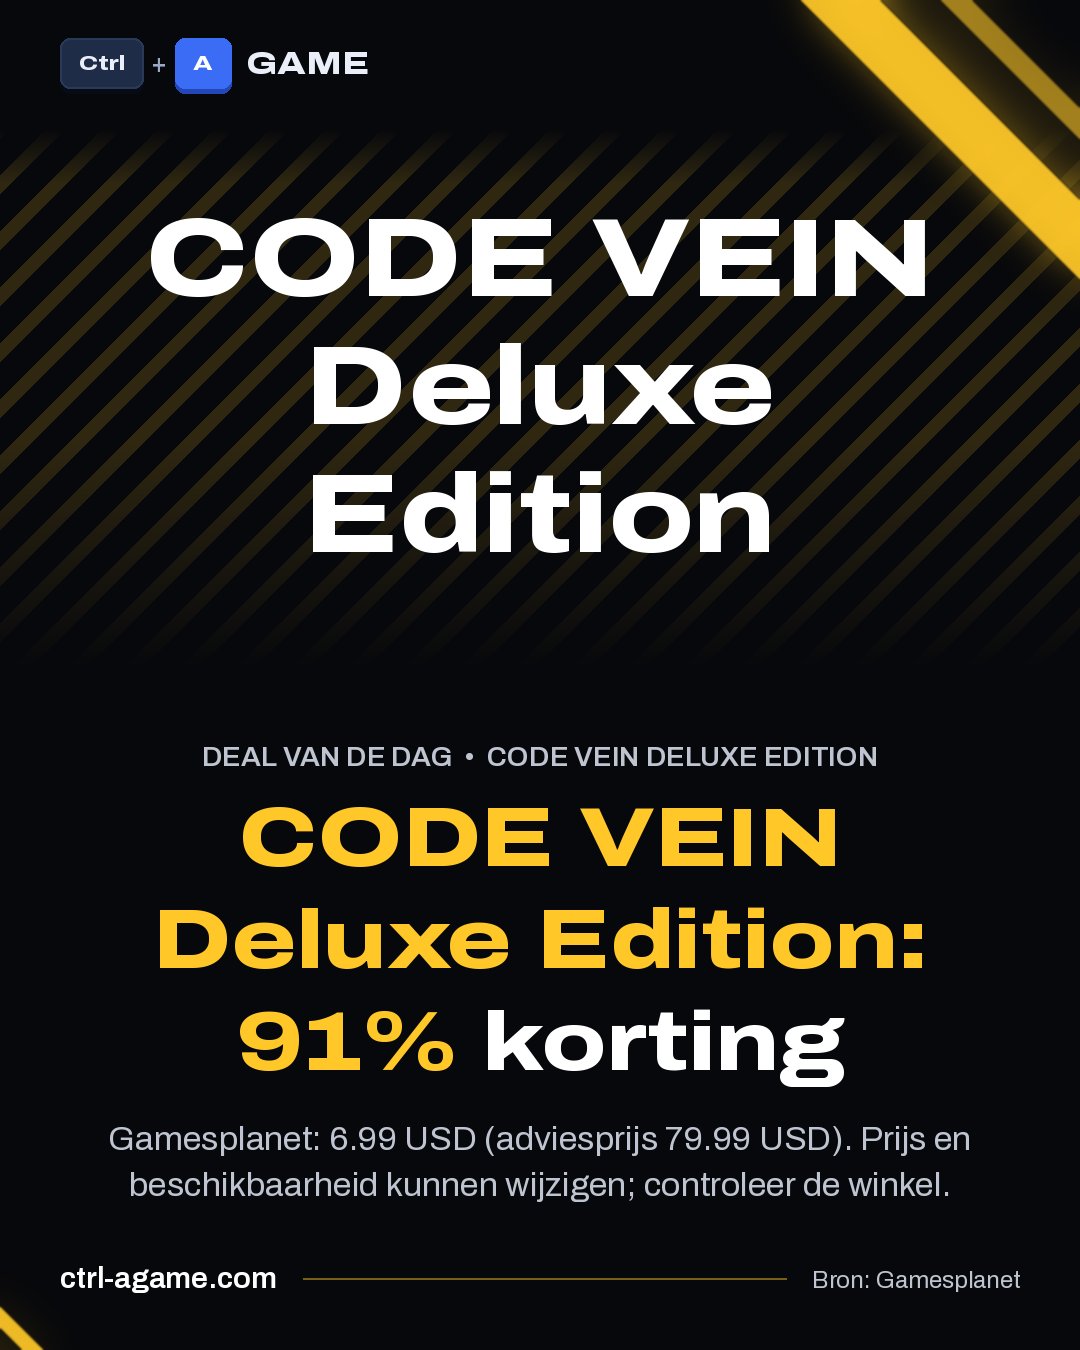 Ctrl + A GAME
CODE VEIN
Deluxe
Edition
DEAL VAN DE DAG • CODE VEIN DELUXE EDITION
CODE VEIN
Deluxe Edition:
91% korting
Gamesplanet: 6.99 USD (adviesprijs 79.99 USD). Prijs en
beschikbaarheid kunnen wijzigen; controleer de winkel.
ctrl-agame.com
Bron: Gamesplanet